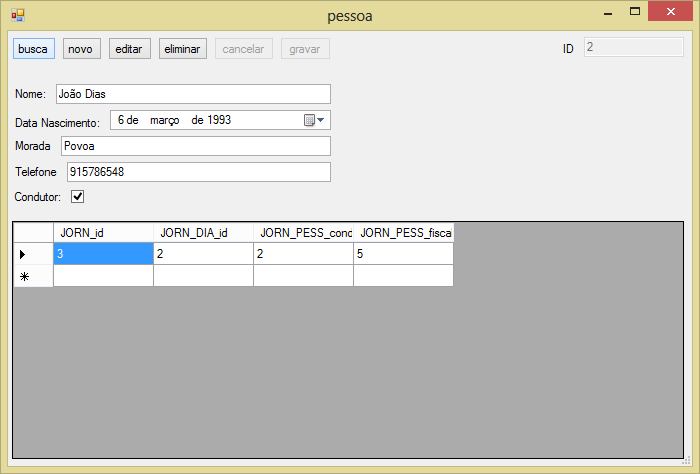 pessoa
busca novo editar eliminar cancelar gravar ID 2
Nome: João Dias
Data Nascimento: 6 de março de 1993
Morada Povoa
Telefone 915786548
Condutor:
JORN_id JORN_DIA_id JORN_PESS_cond JORN_PESS_fisca
3 2 2 5